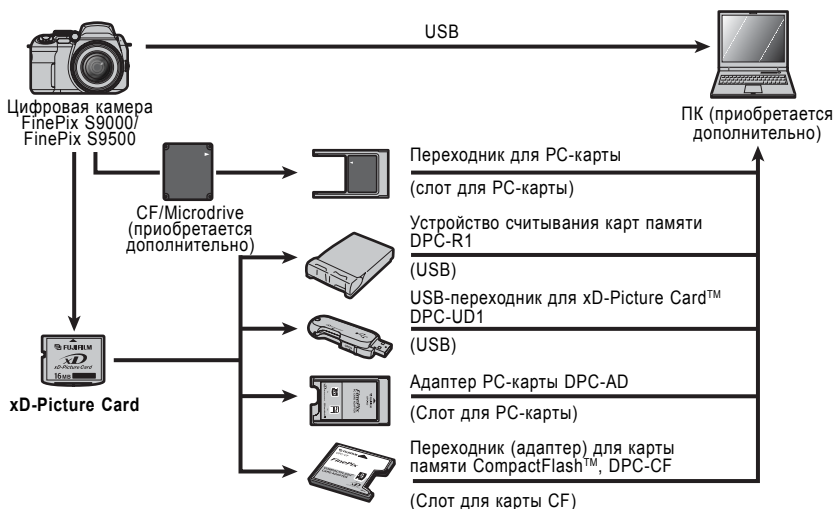 USB
Цифровая камера
FinePix S9000/
FinePix S9500
ПК (приобретается
дополнительно)
CF/Microdrive
(приобретается
дополнительно)
Переходник для PC-карты
(слот для PC-карты)
Устройство считывания карт памяти
DPC-R1
(USB)
USB-переходник для xD-Picture Card™
DPC-UD1
(USB)
FUJIFILM
xD
xD-Picture Card
16MB
xD-Picture Card
Адаптер PC-карты DPC-AD
(Слот для PC-карты)
FinePix
FinePix
Переходник (адаптер) для карты
памяти CompactFlash™, DPC-CF
(Слот для карты CF)